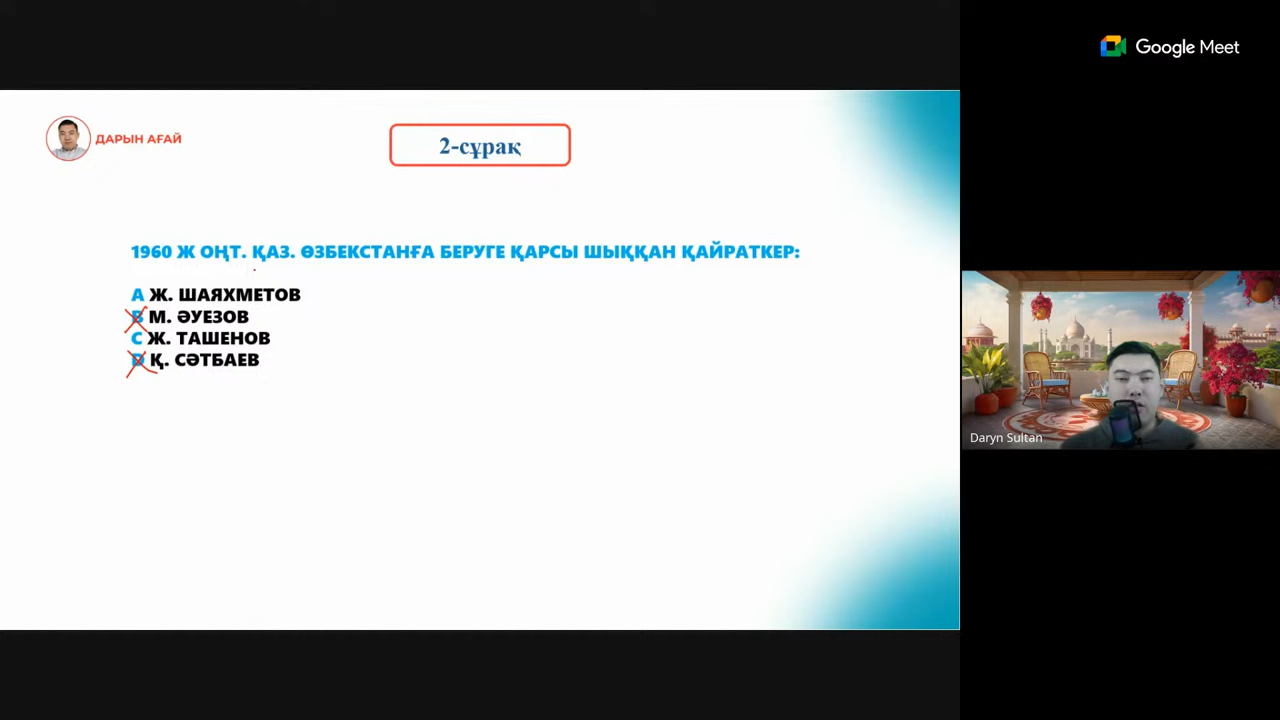 Google Meet
ДАРЫН АҒАЙ
2-сұрақ
1960 Ж ОҢТ. ҚАЗ. ӨЗБЕКСТАНҒА БЕРУГЕ ҚАРСЫ ШЫҚҚАН ҚАЙРАТКЕР:
A Ж. ШАЯХМЕТОВ
B М. ӘУЕЗОВ
C Ж. ТАШЕНОВ
D Қ. СӘТБАЕВ
Daryn Sultan